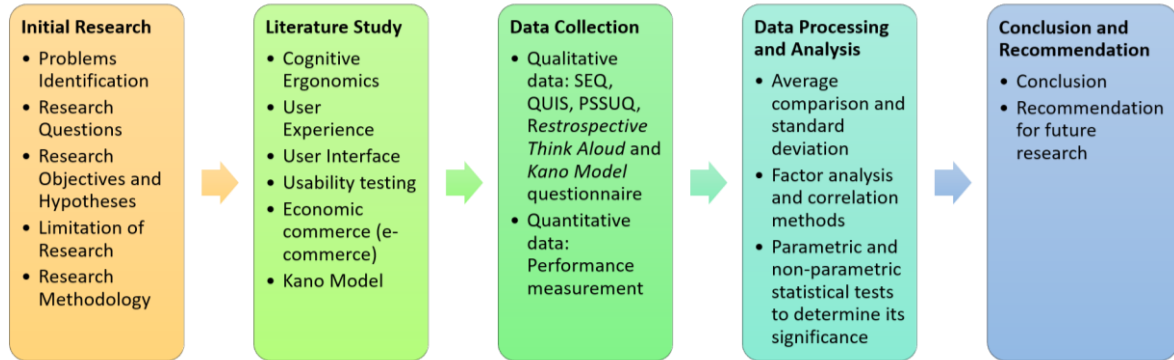 Initial Research
• Problems
Identification
• Research
Questions
• Research
Objectives and
Hypotheses
• Limitation of
Research
• Research
Methodology
Literature Study
• Cognitive
Ergonomics
• User
Experience
• User Interface
• Usability testing
• Economic
commerce (e-
commerce)
• Kano Model
Data Collection
• Qualitative
data: SEQ,
QUIS, PSSUQ,
Restrospective
Think Aloud and
Kano Model
questionnaire
• Quantitative
data:
Performance
measurement
Data Processing
and Analysis
• Average
comparison and
standard
deviation
• Factor analysis
and correlation
methods
• Parametric and
non-parametric
statistical tests
to determine its
significance
Conclusion and
Recommendation
• Conclusion
• Recommendation
for future
research